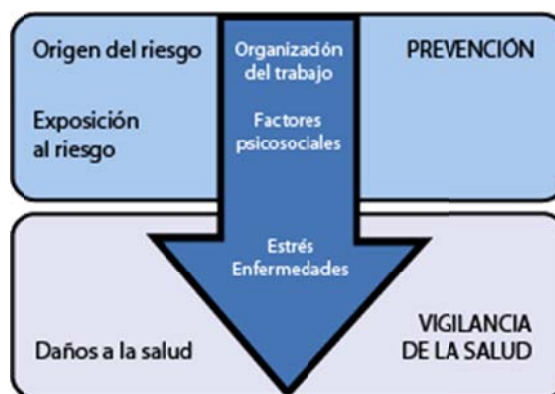 Origen del riesgo
Organización
del trabajo
PREVENCIÓN
Exposición
al riesgo
Factores
psicosociales
Estrés
Enfermedades
Daños a la salud
VIGILANCIA
DE LA SALUD